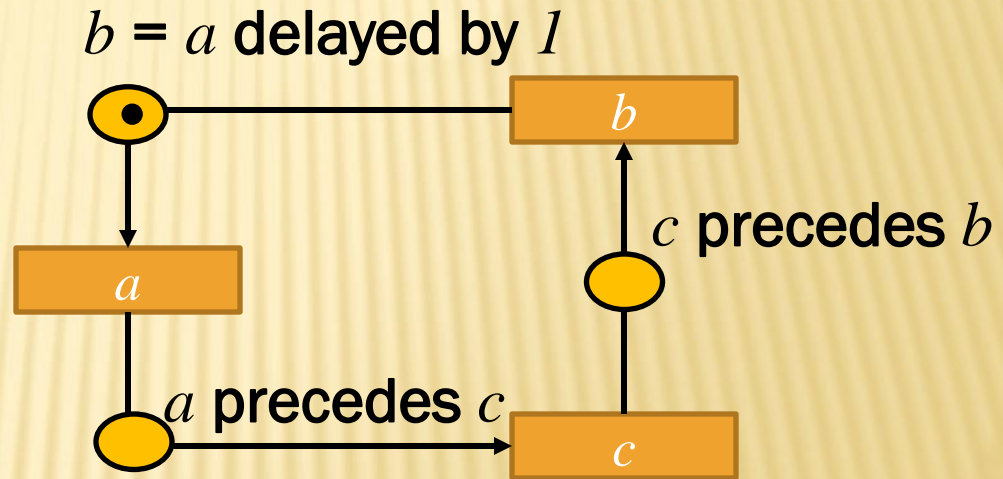 b = a delayed by 1
b
c precedes b
a
a precedes c
c